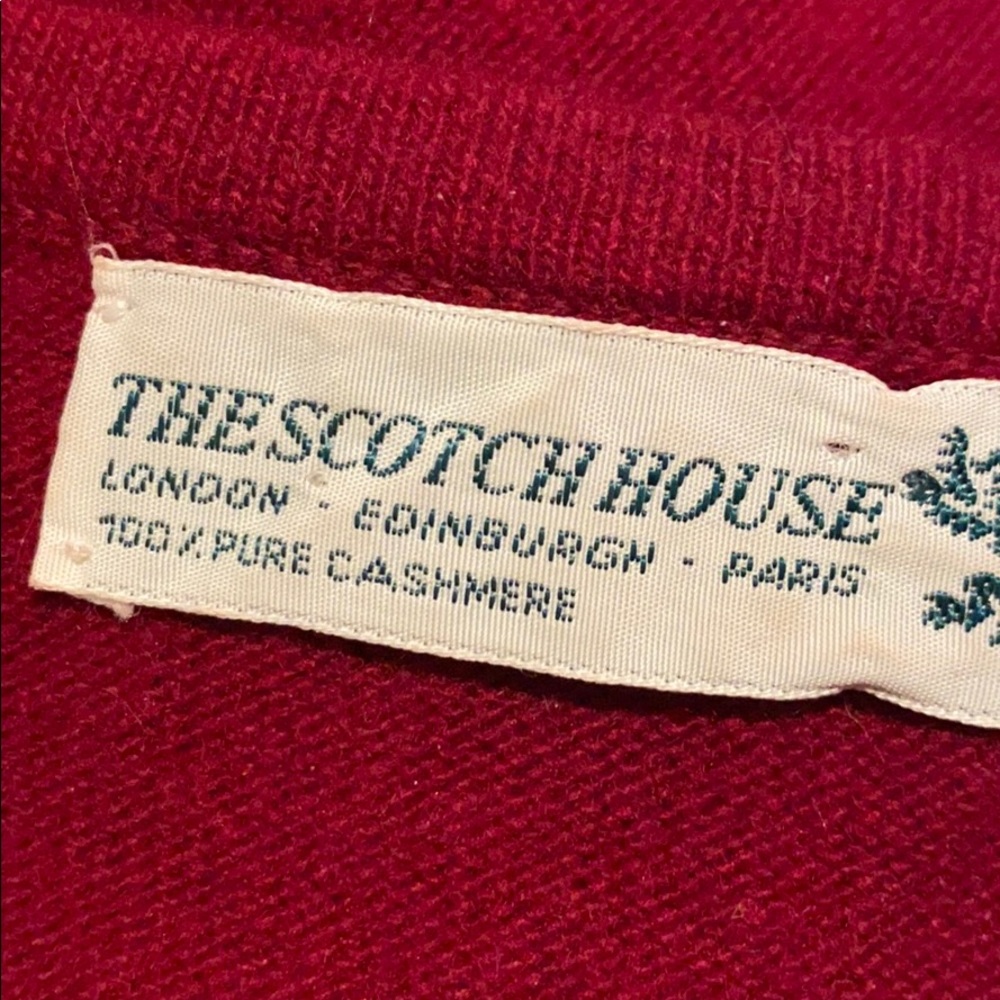 THE SCOTCH HOUSE
LONDON · EDINBURGH · PARIS
100% PURE CASHMERE